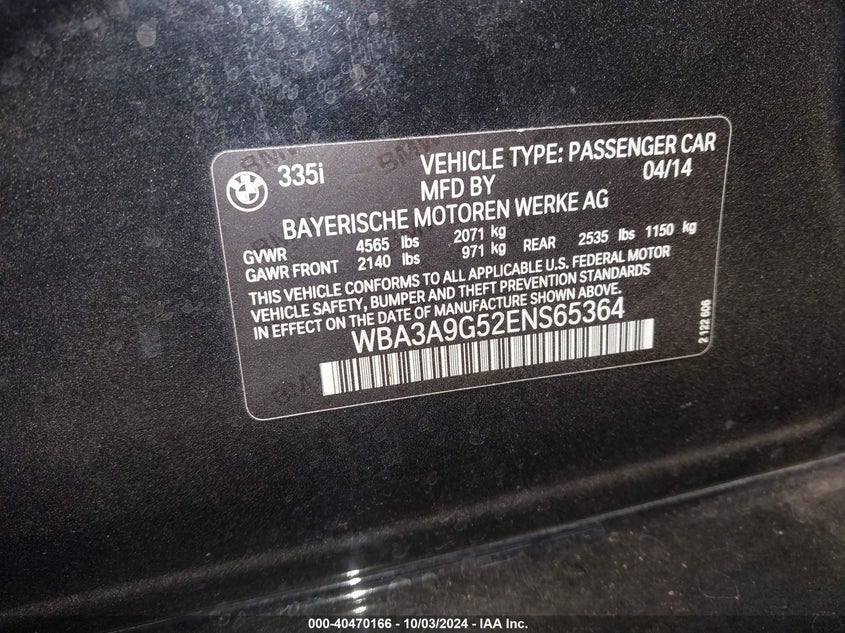 BMW
335i
VEHICLE TYPE: PASSENGER CAR
MFD BY 04/14
BAYERISCHE MOTOREN WERKE AG
GVWR 4565 lbs 2071 kg
GAWR FRONT 2140 lbs 971 kg REAR 2535 lbs 1150 kg
THIS VEHICLE CONFORMS TO ALL APPLICABLE U.S. FEDERAL MOTOR
VEHICLE SAFETY, BUMPER AND THEFT PREVENTION STANDARDS
IN EFFECT ON THE DATE OF MANUFACTURE SHOWN ABOVE.
WBA3A9G52ENS65364
2 122 606
000-40470166 - 10/03/2024 - IAA Inc.